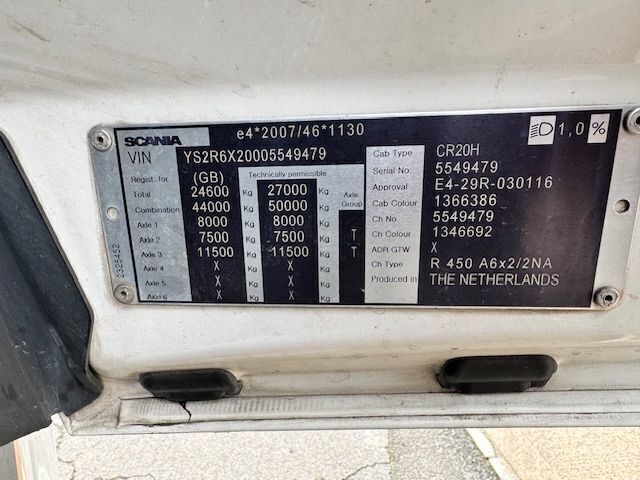 SCANIA e4*2007/46*1130 1,0 %
VIN YS2R6X20005549479
Regist. for (GB) Technically permissible
Total 24600 Kg 27000 Kg Axle Group
Combination 44000 Kg 50000 Kg
Axle 1 8000 Kg 8000 Kg
Axle 2 7500 Kg 7500 Kg T
Axle 3 11500 Kg 11500 Kg T
Axle 4 X Kg X Kg
Axle 5 X Kg X Kg
Axle 6 X Kg X Kg
2325452
Cab Type CR20H
Serial No. 5549479
Approval E4-29R-030116
Cab Colour 1366386
Ch No. 5549479
Ch Colour 1346692
ADR GTW X
Ch Type R 450 A6x2/2NA
Produced in THE NETHERLANDS